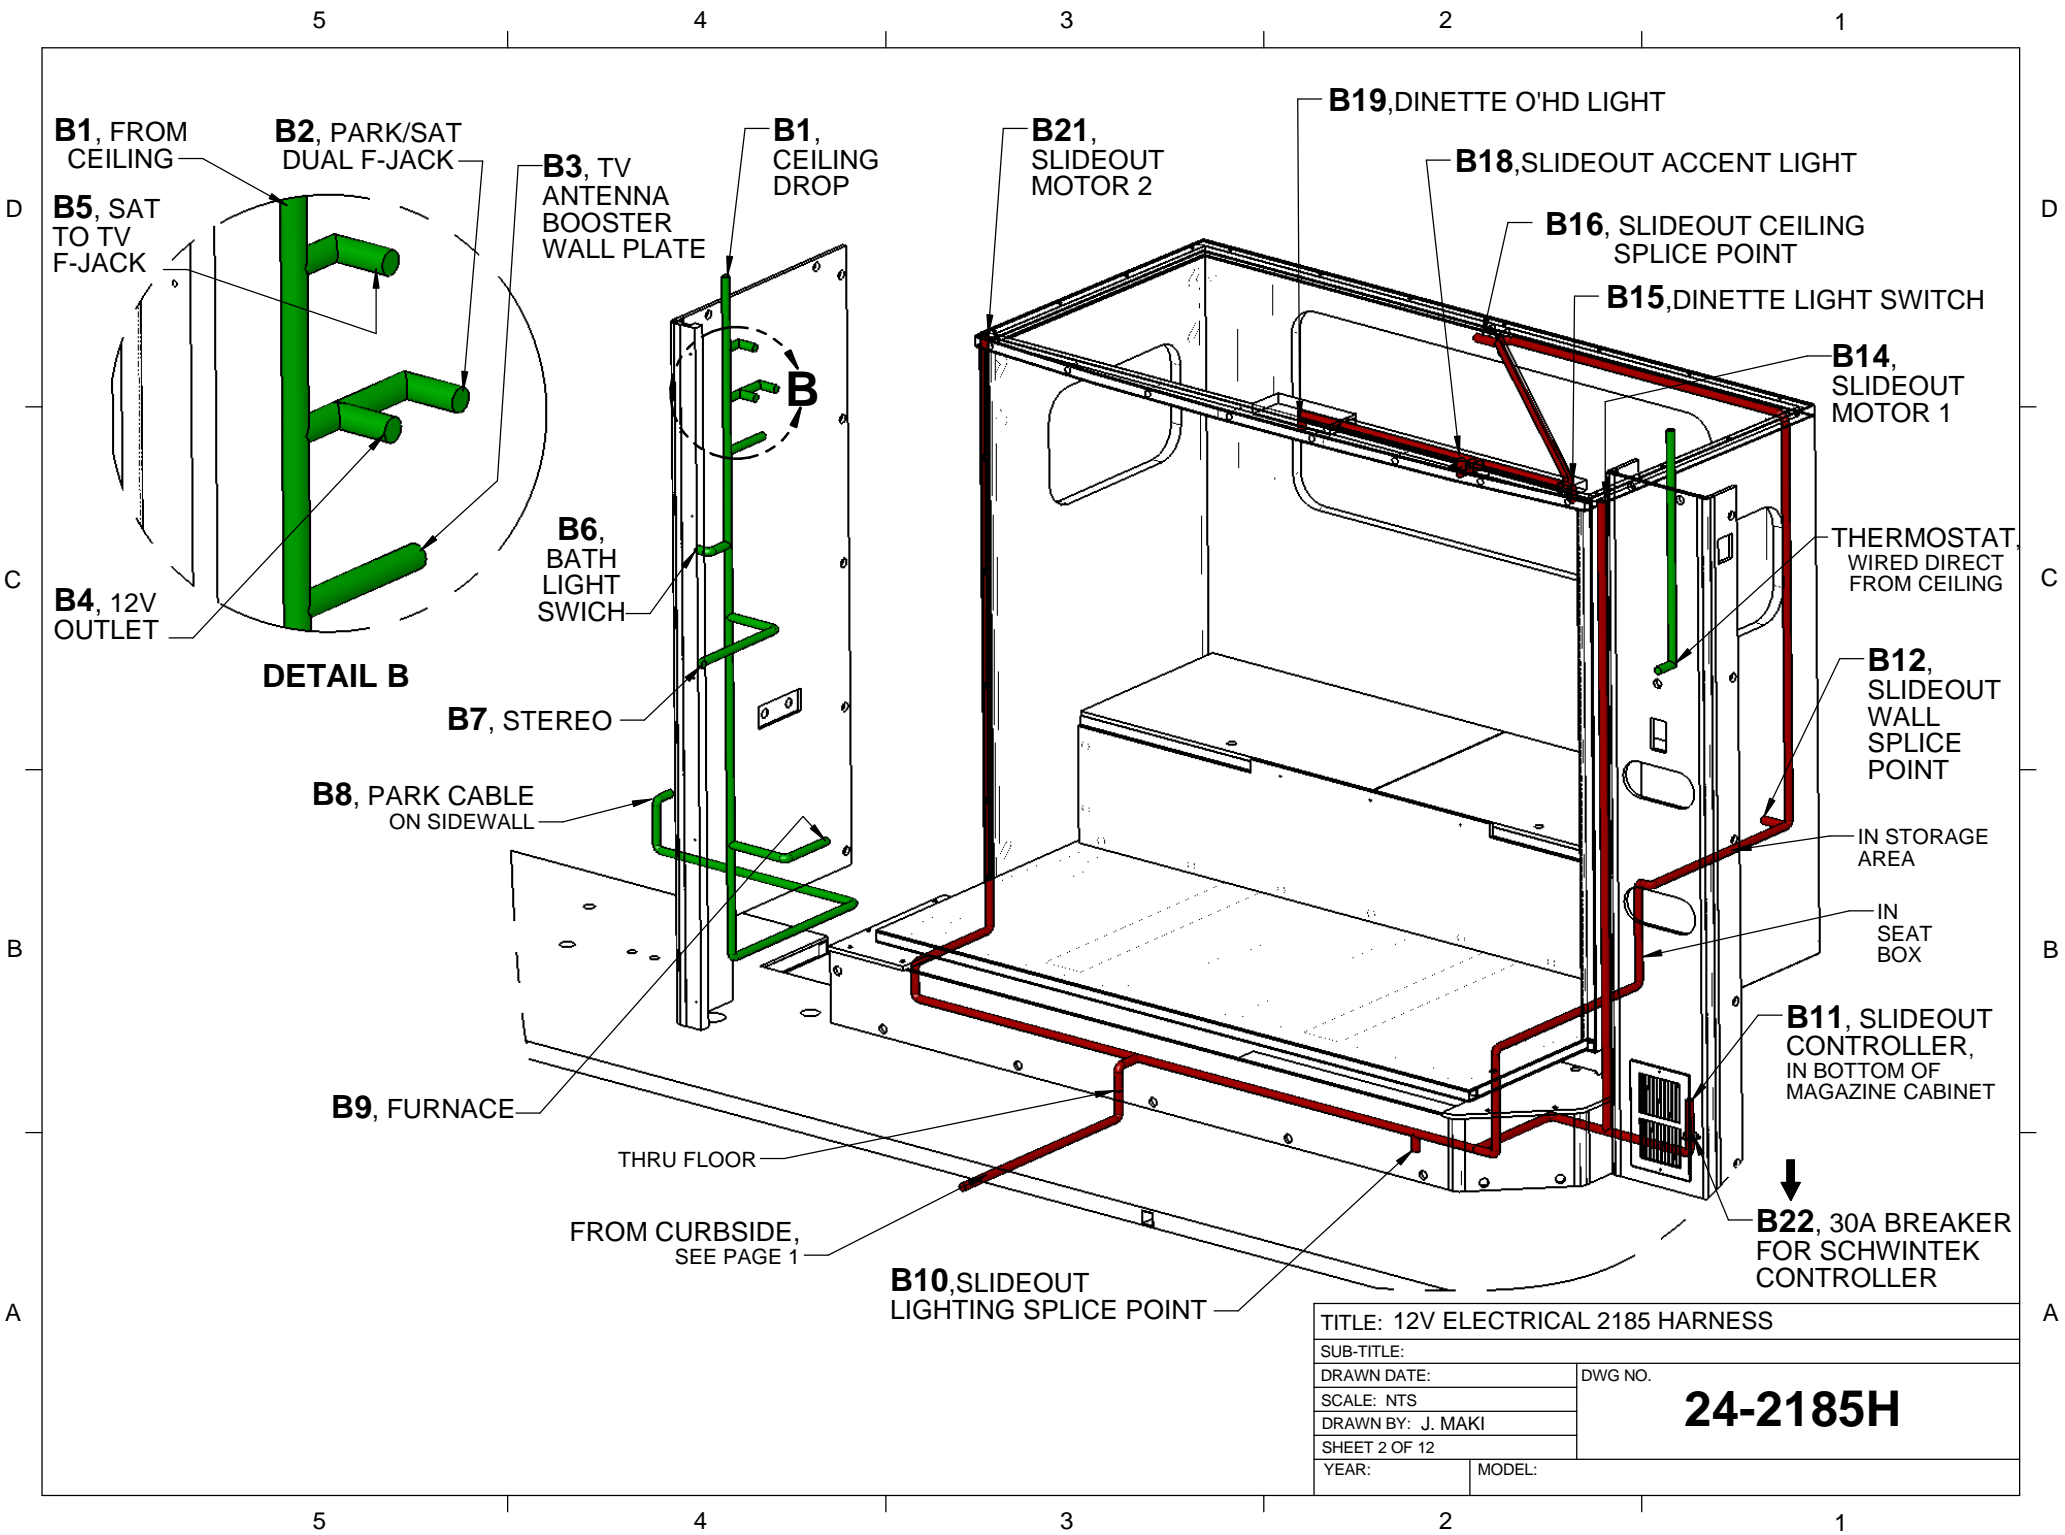 5 4 3 2 1
B1, FROM
CEILING
B2, PARK/SAT
DUAL F-JACK
B5, SAT
TO TV
F-JACK
B3, TV
ANTENNA
BOOSTER
WALL PLATE
B1,
CEILING
DROP
B21,
SLIDEOUT
MOTOR 2
B19,DINETTE O'HD LIGHT
B18,SLIDEOUT ACCENT LIGHT
B16, SLIDEOUT CEILING
SPLICE POINT
B15,DINETTE LIGHT SWITCH
B14,
SLIDEOUT
MOTOR 1
D
D
B
B6,
BATH
LIGHT
SWICH
THERMOSTAT,
WIRED DIRECT
FROM CEILING
C
C
B4, 12V
OUTLET
DETAIL B
B7, STEREO
B12,
SLIDEOUT
WALL
SPLICE
POINT
B8, PARK CABLE
ON SIDEWALL
IN STORAGE
AREA
IN
SEAT
BOX
B
B
B11, SLIDEOUT
CONTROLLER,
IN BOTTOM OF
MAGAZINE CABINET
B9, FURNACE
THRU FLOOR
FROM CURBSIDE,
SEE PAGE 1
B22, 30A BREAKER
FOR SCHWINTEK
CONTROLLER
B10,SLIDEOUT
LIGHTING SPLICE POINT
A
A
TITLE: 12V ELECTRICAL 2185 HARNESS
SUB-TITLE:
DRAWN DATE:
DWG NO.
SCALE: NTS
24-2185H
DRAWN BY: J. MAKI
SHEET 2 OF 12
YEAR:
MODEL:
5 4 3 2 1